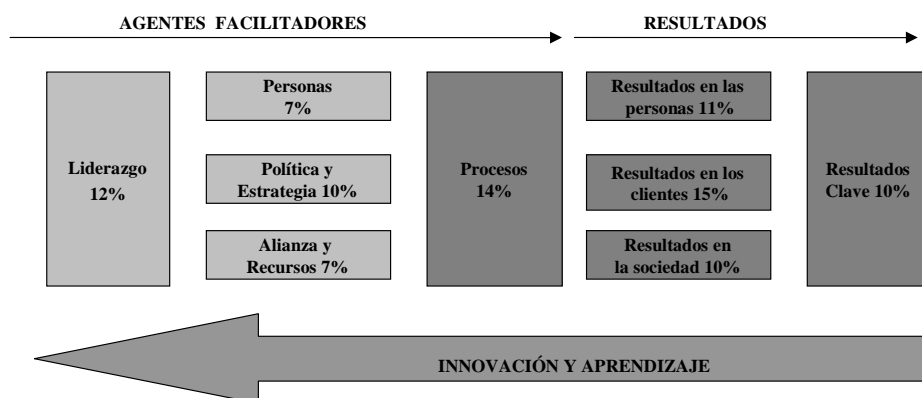 AGENTES FACILITADORES
RESULTADOS
Liderazgo
12%
Personas
7%
Política y
Estrategia 10%
Alianza y
Recursos 7%
Procesos
14%
Resultados en las
personas 11%
Resultados en los
clientes 15%
Resultados en
la sociedad 10%
Resultados
Clave 10%
INNOVACIÓN Y APRENDIZAJE